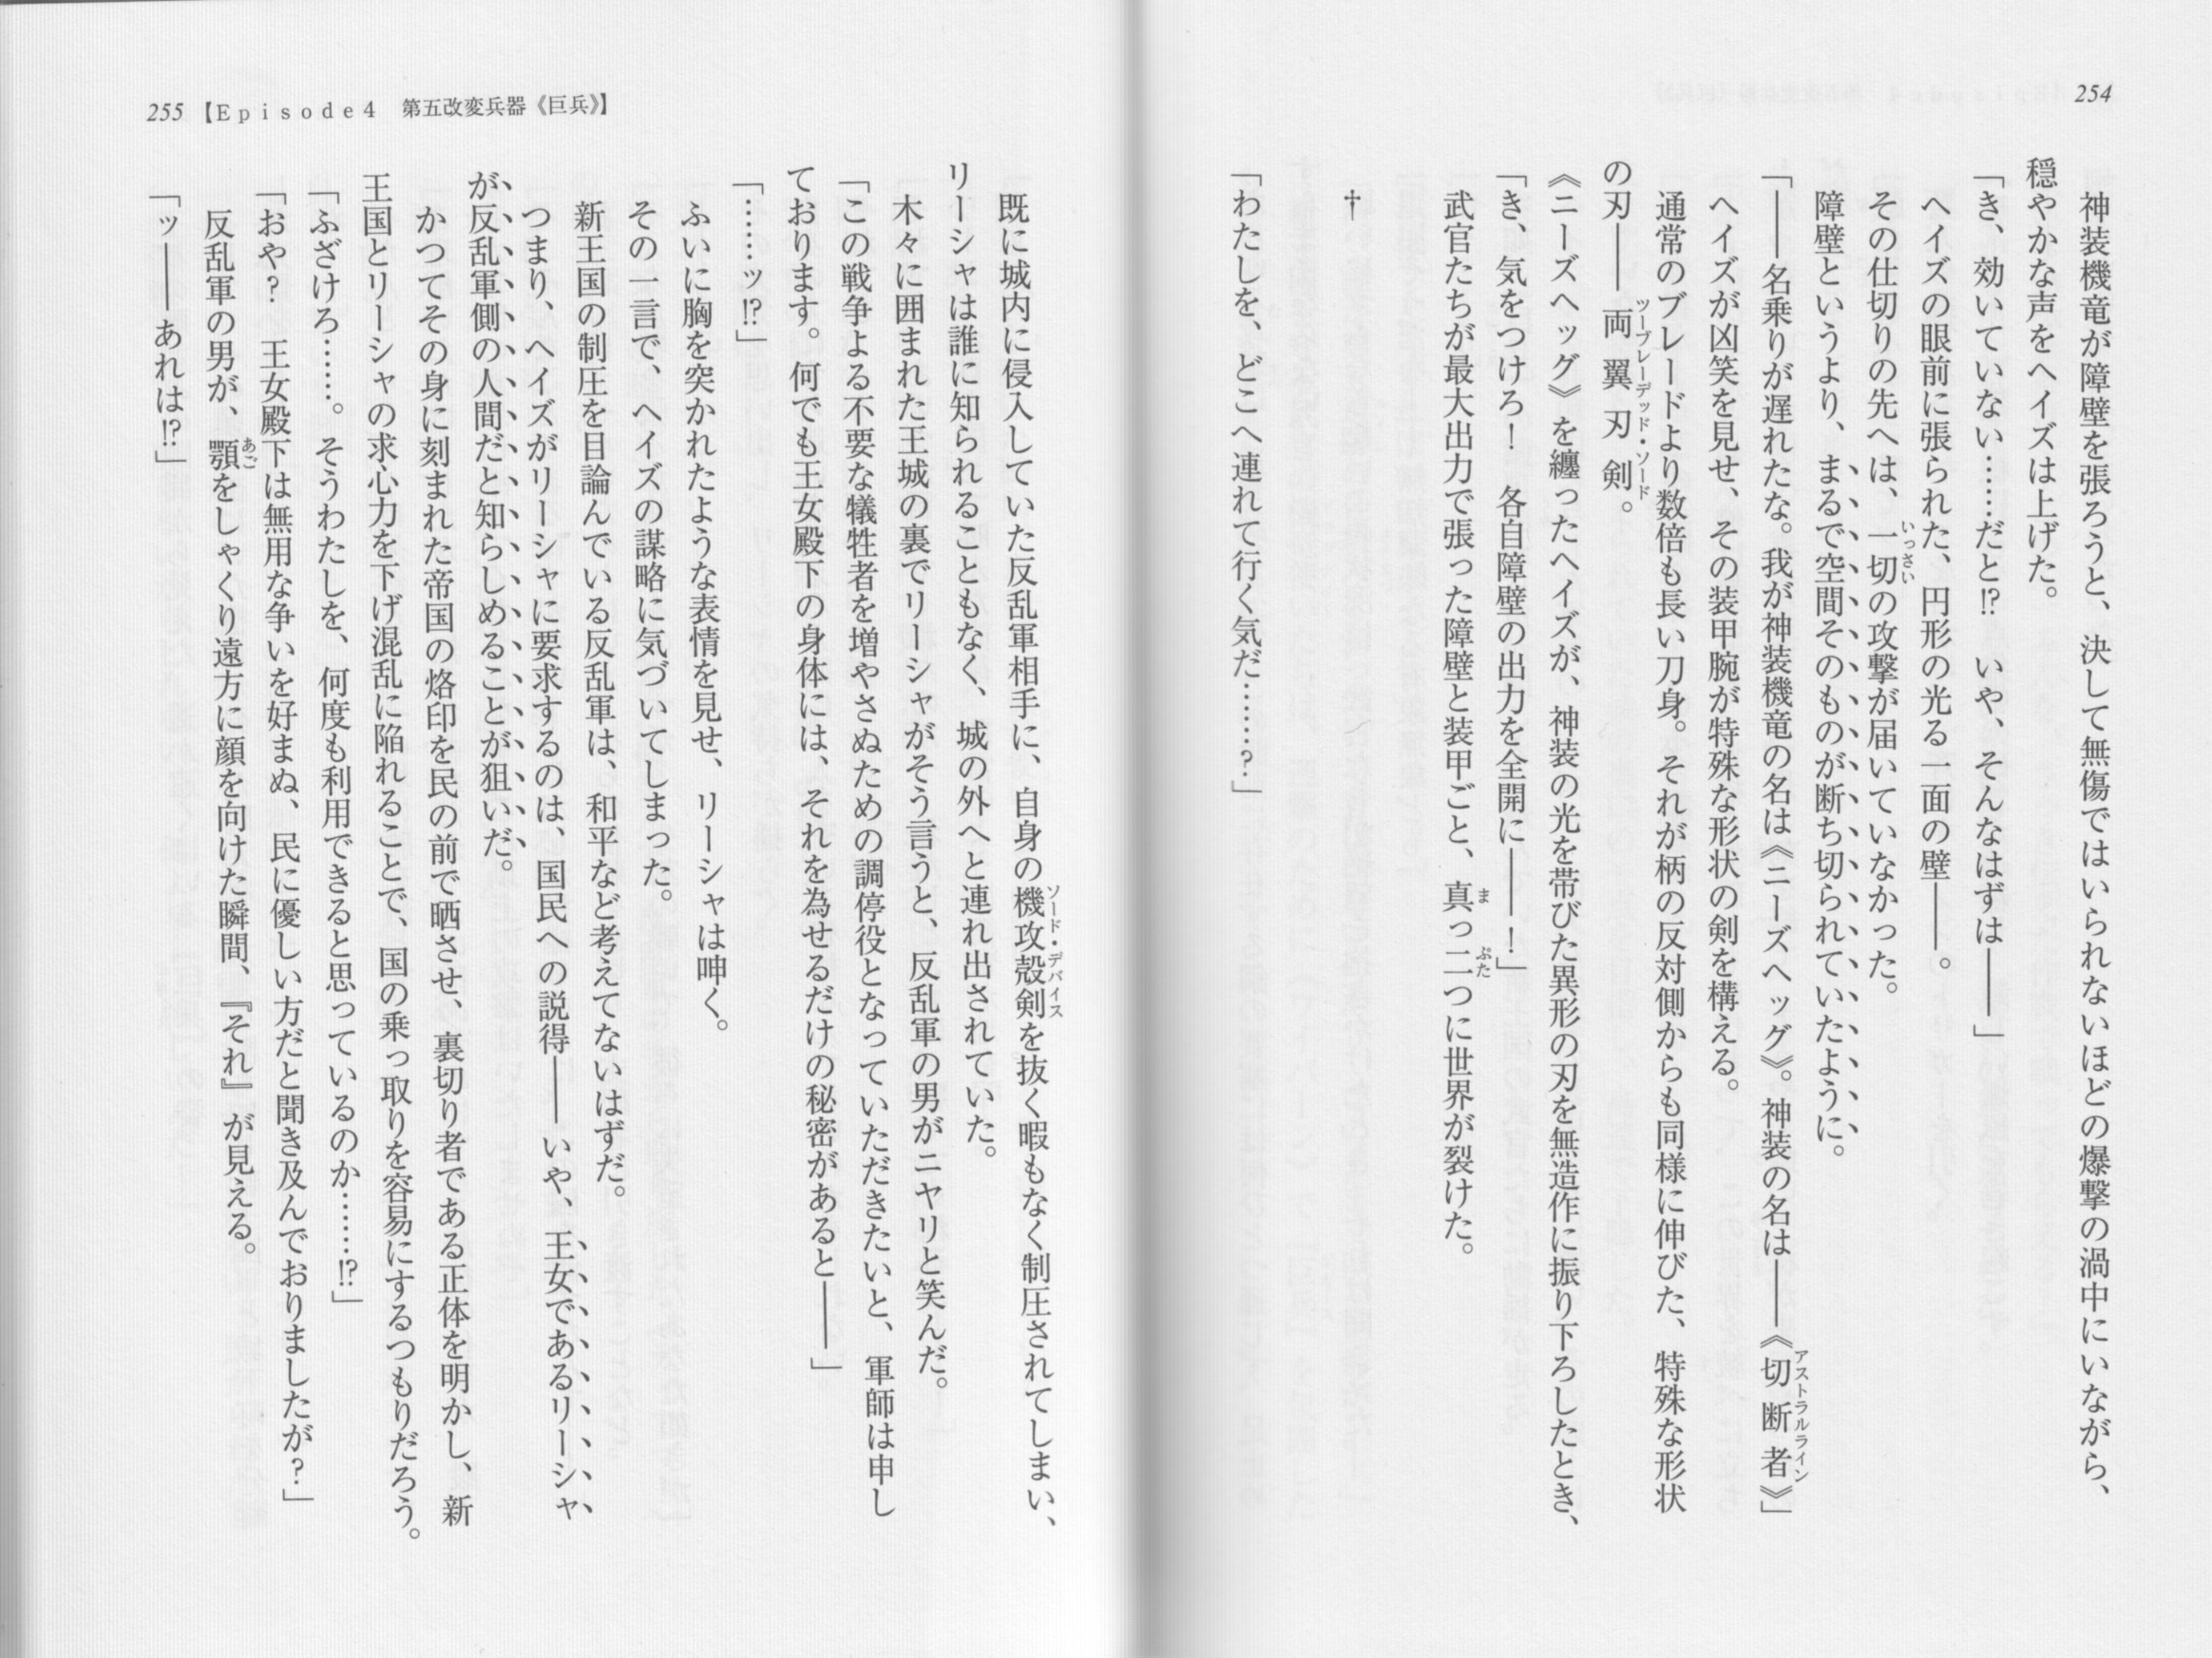 254
神装機竜が障壁を張ろうと、決して無傷ではいられないほどの爆撃の渦中にいながら、
穏やかな声をヘイズは上げた。
「き、効いていない……だと⁉　いや、そんなはずは――」
ヘイズの眼前に張られた、円形の光る一面の壁――。
その仕切りの先へは、一切の攻撃が届いていなかった。
いっさい
障壁というより、まるで空間そのものが断ち切られていたように。
「――名乗りが遅れたな。我が神装機竜の名は《ニーズヘッグ》。神装の名は――《切断者》」
アストラルライン
ヘイズが凶笑を見せ、その装甲腕が特殊な形状の剣を構える。
通常のブレードより数倍も長い刀身。それが柄の反対側からも同様に伸びた、特殊な形状
の刃――両翼刃剣。
ツーブレーデッド・ソード
《ニーズヘッグ》を纏ったヘイズが、神装の光を帯びた異形の刃を無造作に振り下ろしたとき、
「き、気をつけろ！　各自障壁の出力を全開に――！」
武官たちが最大出力で張った障壁と装甲ごと、真っ二つに世界が裂けた。
ま　ぷた
†
「わたしを、どこへ連れて行く気だ……？」
255 【Episode4　第五改変兵器《巨兵》】
既に城内に侵入していた反乱軍相手に、自身の機攻殻剣を抜く暇もなく制圧されてしまい、
ソード・デバイス
リーシャは誰に知られることもなく、城の外へと連れ出されていた。
木々に囲まれた王城の裏でリーシャがそう言うと、反乱軍の男がニヤリと笑んだ。
「この戦争よる不要な犠牲者を増やさぬための調停役となっていただきたいと、軍師は申し
ております。何でも王女殿下の身体には、それを為せるだけの秘密があると――」
「……ッ⁉」
ふいに胸を突かれたような表情を見せ、リーシャは呻く。
その一言で、ヘイズの謀略に気づいてしまった。
新王国の制圧を目論んでいる反乱軍は、和平など考えてないはずだ。
つまり、ヘイズがリーシャに要求するのは、国民への説得――いや、王女であるリーシャ
が反乱軍側の人間だと知らしめることが狙いだ。
かつてその身に刻まれた帝国の烙印を民の前で晒させ、裏切り者である正体を明かし、新
王国とリーシャの求心力を下げ混乱に陥れることで、国の乗っ取りを容易にするつもりだろう。
「ふざけろ……。そうわたしを、何度も利用できると思っているのか……⁉」
「おや？　王女殿下は無用な争いを好まぬ、民に優しい方だと聞き及んでおりましたが？」
反乱軍の男が、顎をしゃくり遠方に顔を向けた瞬間、『それ』が見える。
あご
「ッ――あれは⁉」